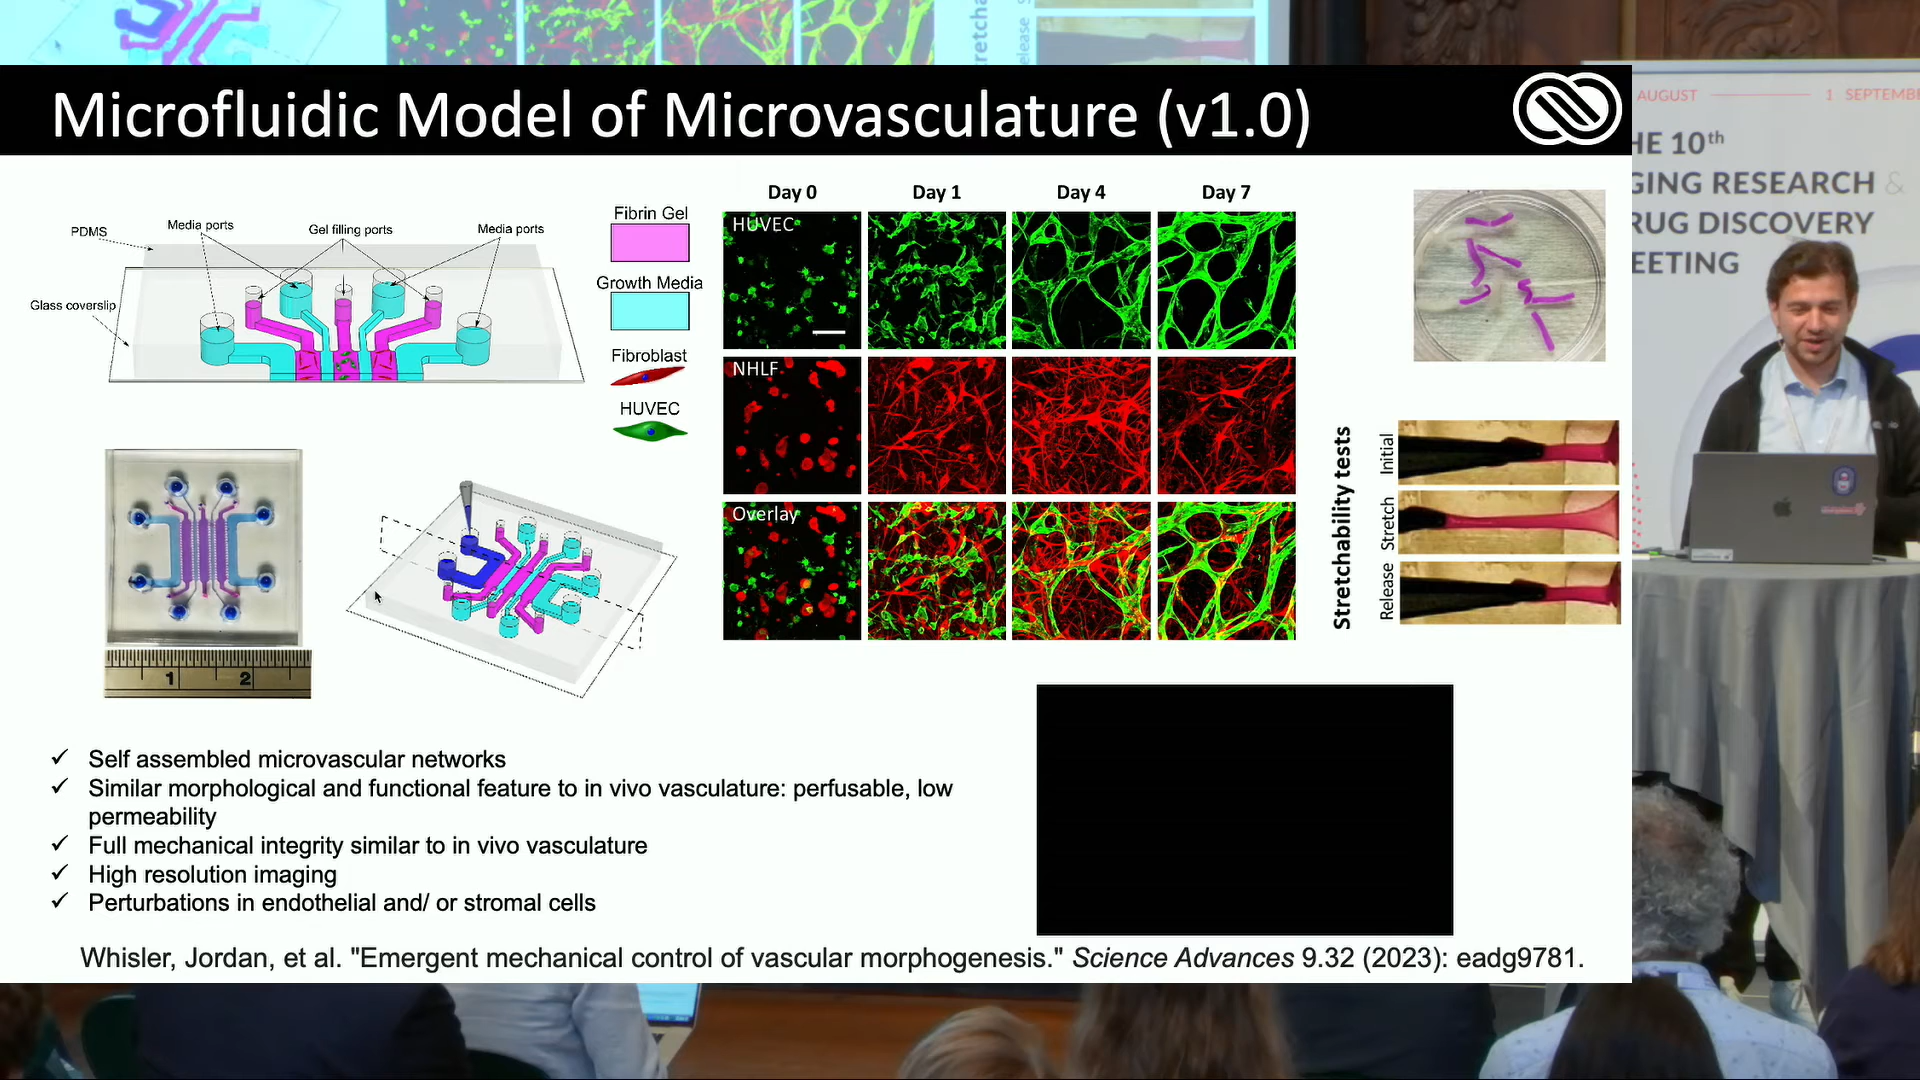 Stretcha
Release
Microfluidic Model of Microvasculature (v1.0)
AUGUST
1 SEPTEMBE
HE 10th
GING RESEARCH &
RUG DISCOVERY
EETING
PDMS
Media ports
Gel filling ports
Media ports
Glass coverslip
Fibrin Gel
Growth Media
Fibroblast
HUVEC
Day 0
Day 1
Day 4
Day 7
HUVEC
NHLF
Overlay
Stretchability tests
Initial
Stretch
Release
1
2
Self assembled microvascular networks
Similar morphological and functional feature to in vivo vasculature: perfusable, low
permeability
Full mechanical integrity similar to in vivo vasculature
High resolution imaging
Perturbations in endothelial and/ or stromal cells
Whisler, Jordan, et al. "Emergent mechanical control of vascular morphogenesis." Science Advances 9.32 (2023): eadg9781.